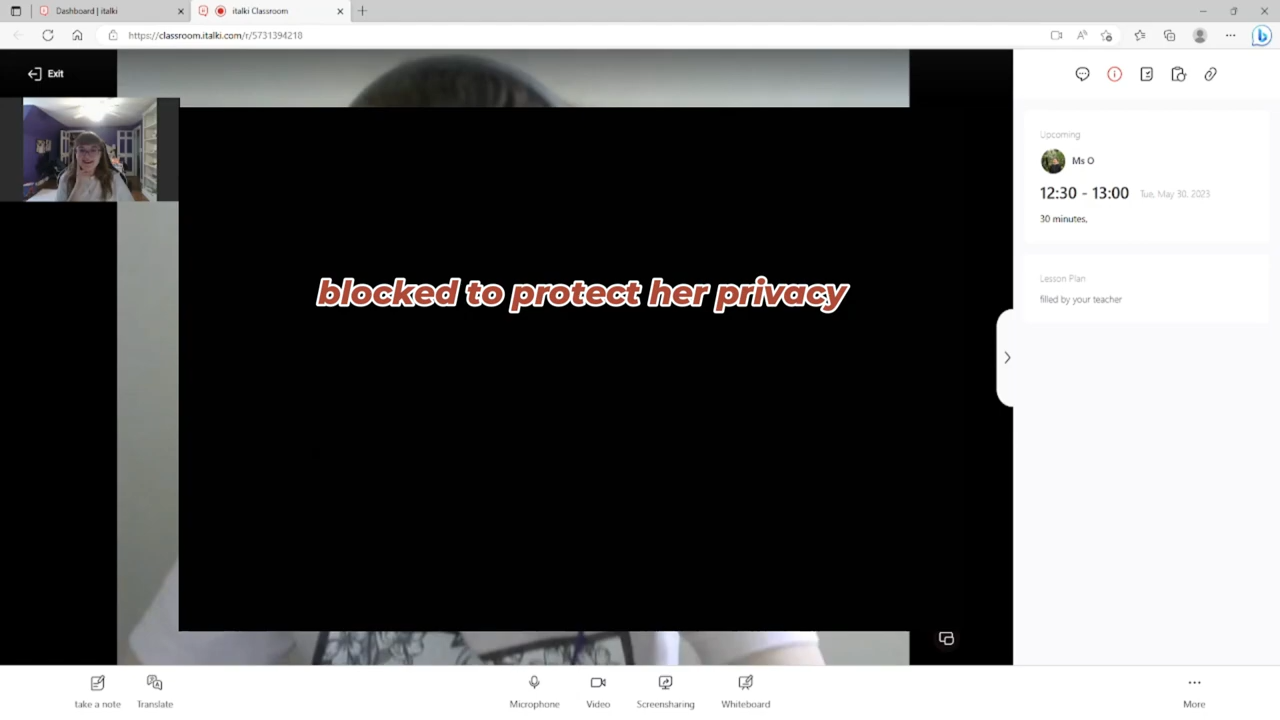 Dashboard | italki
italki Classroom
https://classroom.italki.com/r/5731394218
Exit
blocked to protect her privacy
Upcoming
Ms O
12:30 - 13:00 Tue, May 30, 2023
30 minutes,
Lesson Plan
filled by your teacher
take a note
Translate
Microphone
Video
Screensharing
Whiteboard
More